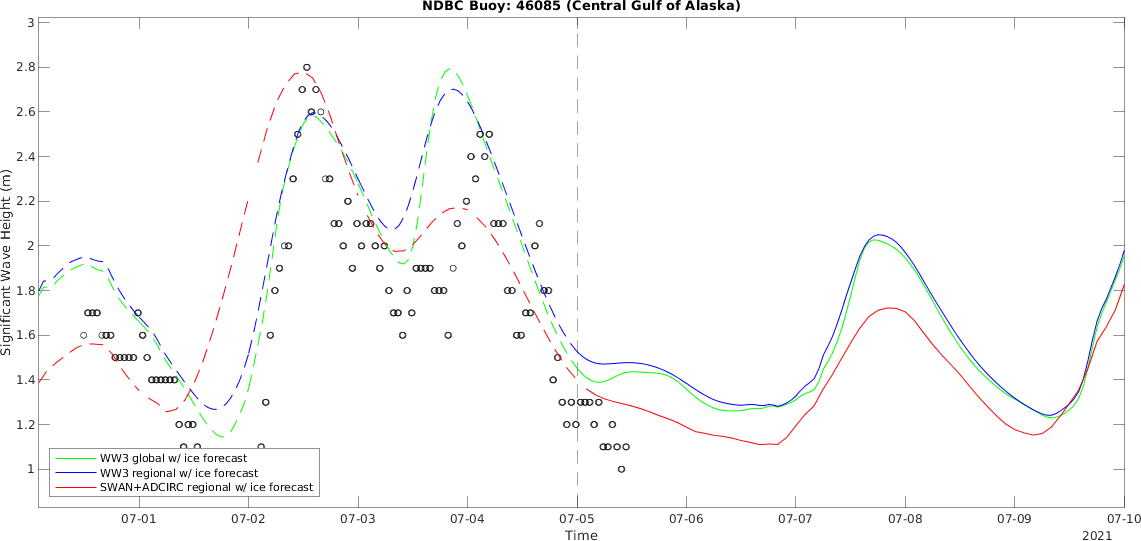 NDBC Buoy: 46085 (Central Gulf of Alaska)
3
2.8
2.6
2.4
2.2
2
1.8
1.6
1.4
1.2
1
Significant Wave Height (m)
WW3 global w/ ice forecast
WW3 regional w/ ice forecast
SWAN+ADCIRC regional w/ ice forecast
07-01 07-02 07-03 07-04 07-05 07-06 07-07 07-08 07-09 07-10
Time
2021